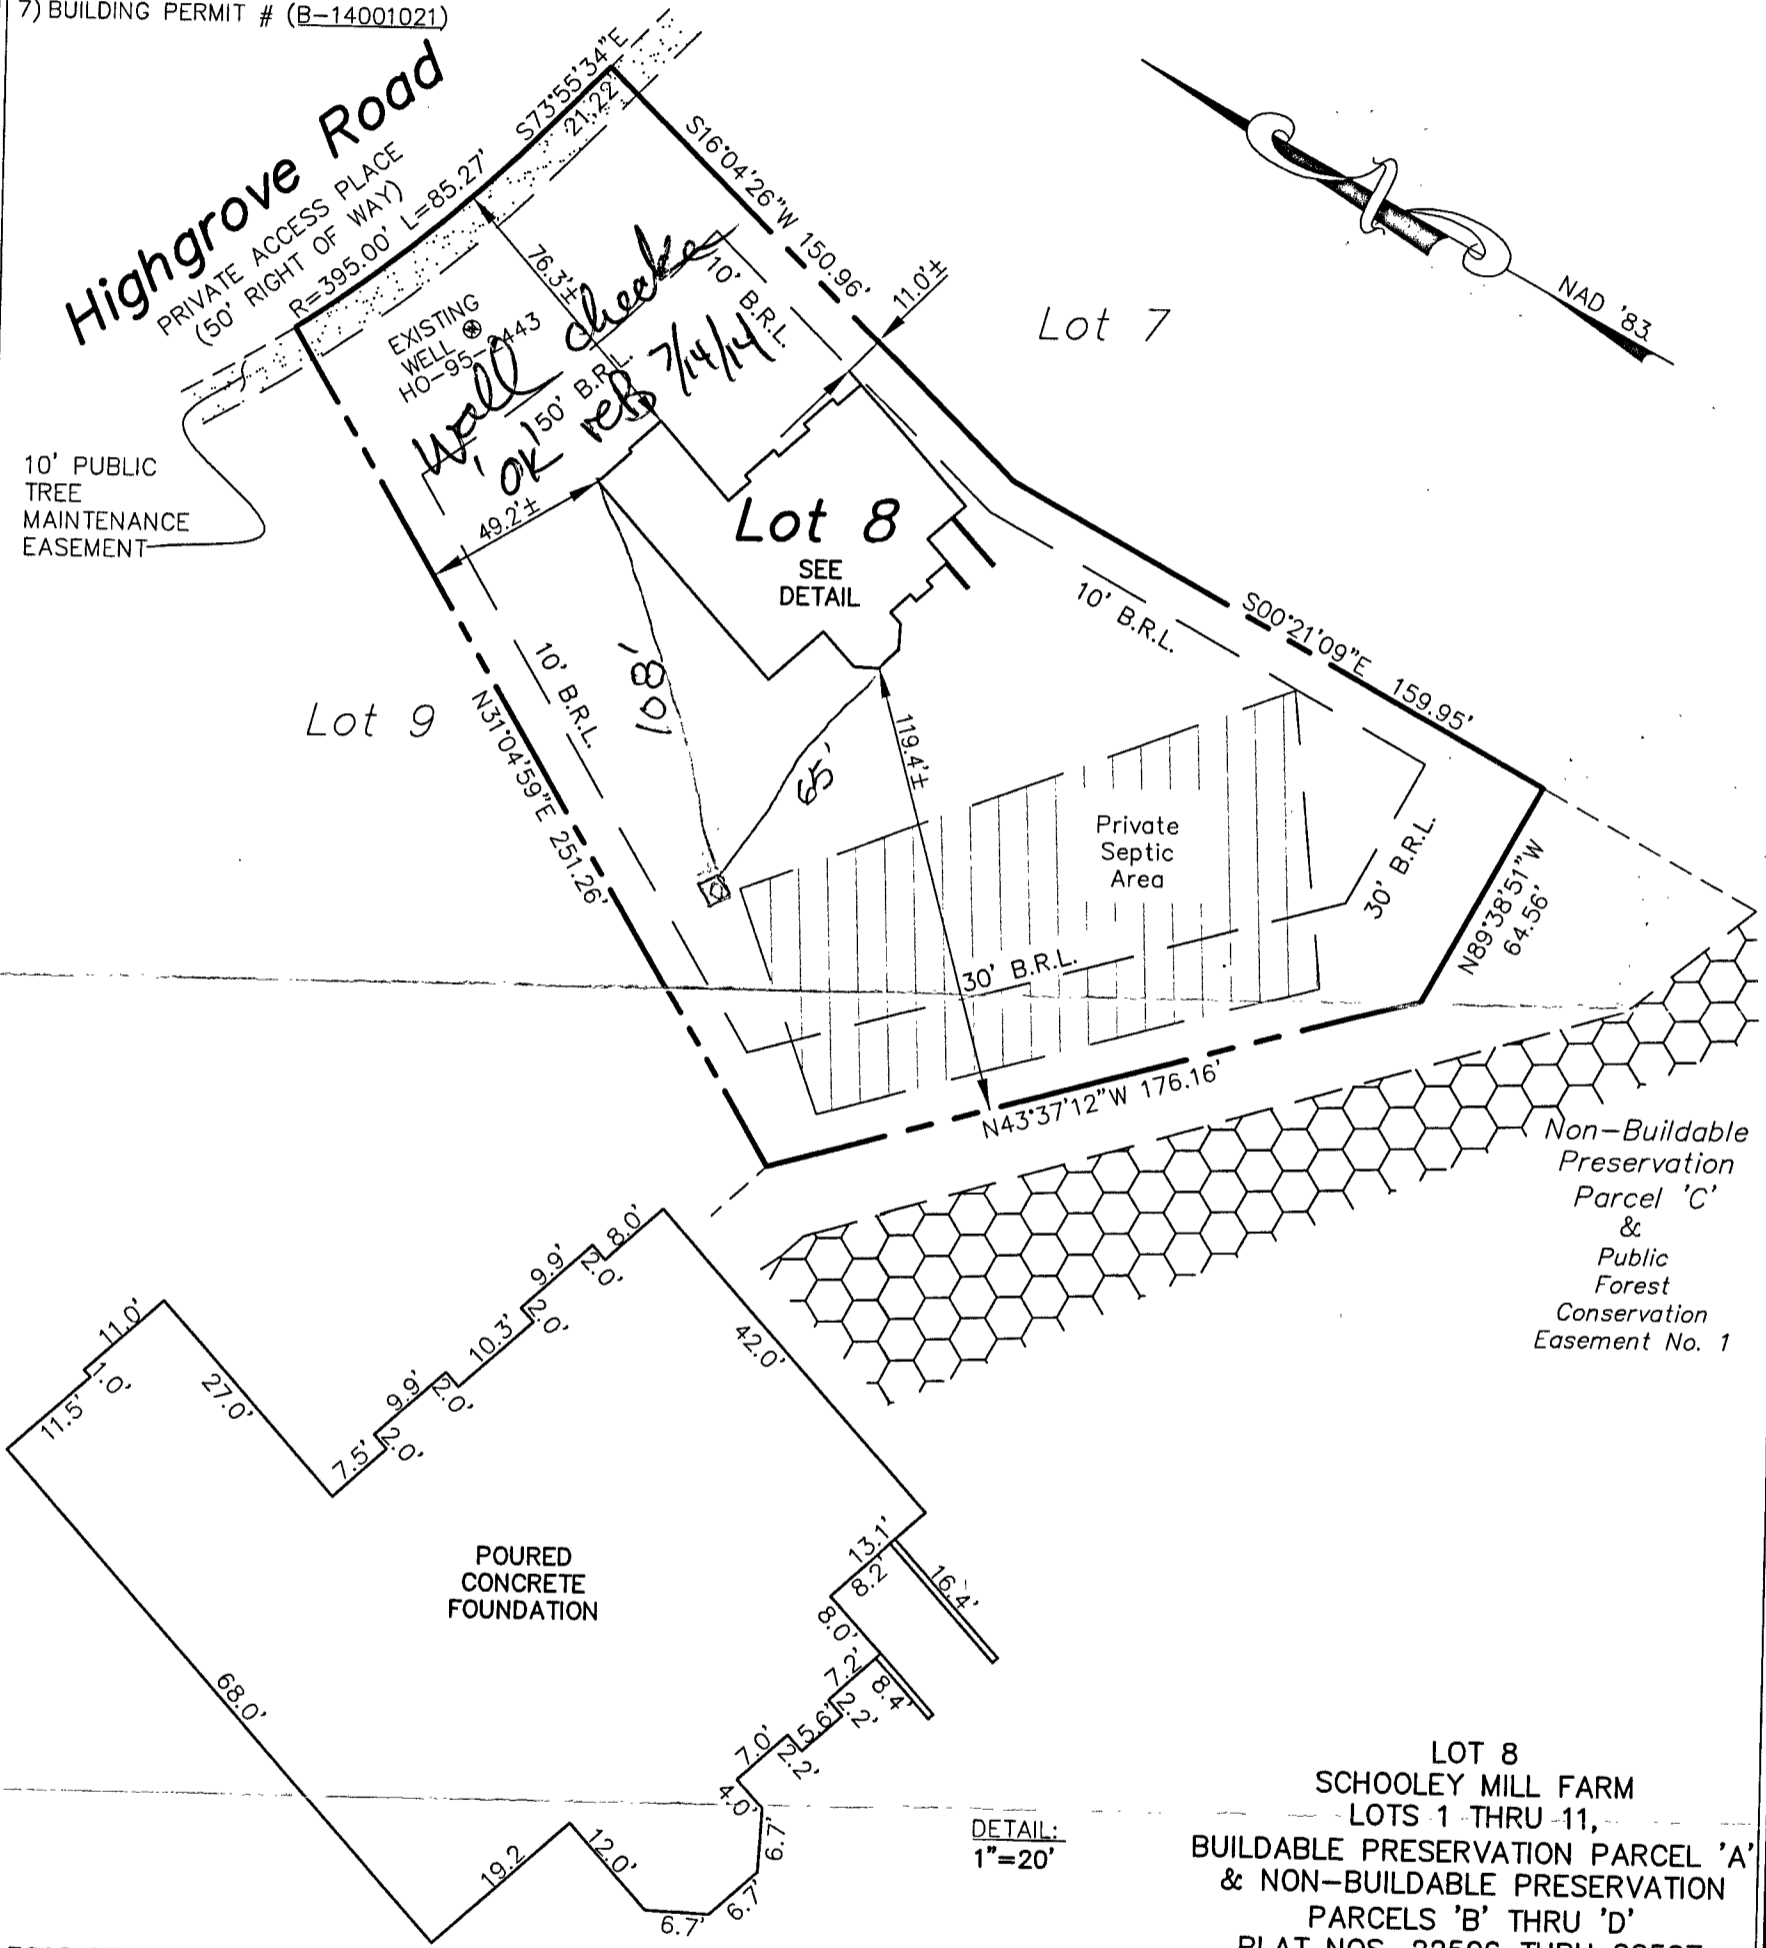 7) BUILDING PERMIT # (B-14001021)
Highgrove Road
PRIVATE ACCESS PLACE
(50' RIGHT OF WAY)
R=395.00' L=85.27'
S73°55'34"E
21.22'
S16°04'26"W 150.96'
11.0'±
Lot 7
NAD '83
76.3'±
10' B.R.L.
EXISTING
WELL
HO-95-2443
50' B.R.L.
Wall check
OK
7/14/14
10' PUBLIC
TREE
MAINTENANCE
EASEMENT
49.2'±
Lot 8
SEE
DETAIL
10' B.R.L.
S00°21'09"E 159.95'
108'
65'
119.4'±
Lot 9
10' B.R.L.
N31°04'59"E 251.26'
Private
Septic
Area
30' B.R.L.
30' B.R.L.
N89°38'51"W
64.56'
N43°37'12"W 176.16'
Non-Buildable
Preservation
Parcel 'C'
&
Public
Forest
Conservation
Easement No. 1
8.0'
2.0'
9.9'
2.0'
10.3'
2.0'
9.9'
2.0'
7.5'
27.0'
11.0'
1.0'
11.5'
42.0'
POURED
CONCRETE
FOUNDATION
13.1'
8.2'
16.4'
8.0'
7.2'
8.4'
2.2'
5.6'
2.2'
7.0'
4.0'
6.7'
6.7'
6.7'
12.0'
19.2
68.0'
DETAIL:
1"=20'
LOT 8
SCHOOLEY MILL FARM
LOTS 1 THRU 11,
BUILDABLE PRESERVATION PARCEL 'A'
& NON-BUILDABLE PRESERVATION
PARCELS 'B' THRU 'D'
PLAT NOS. THRU